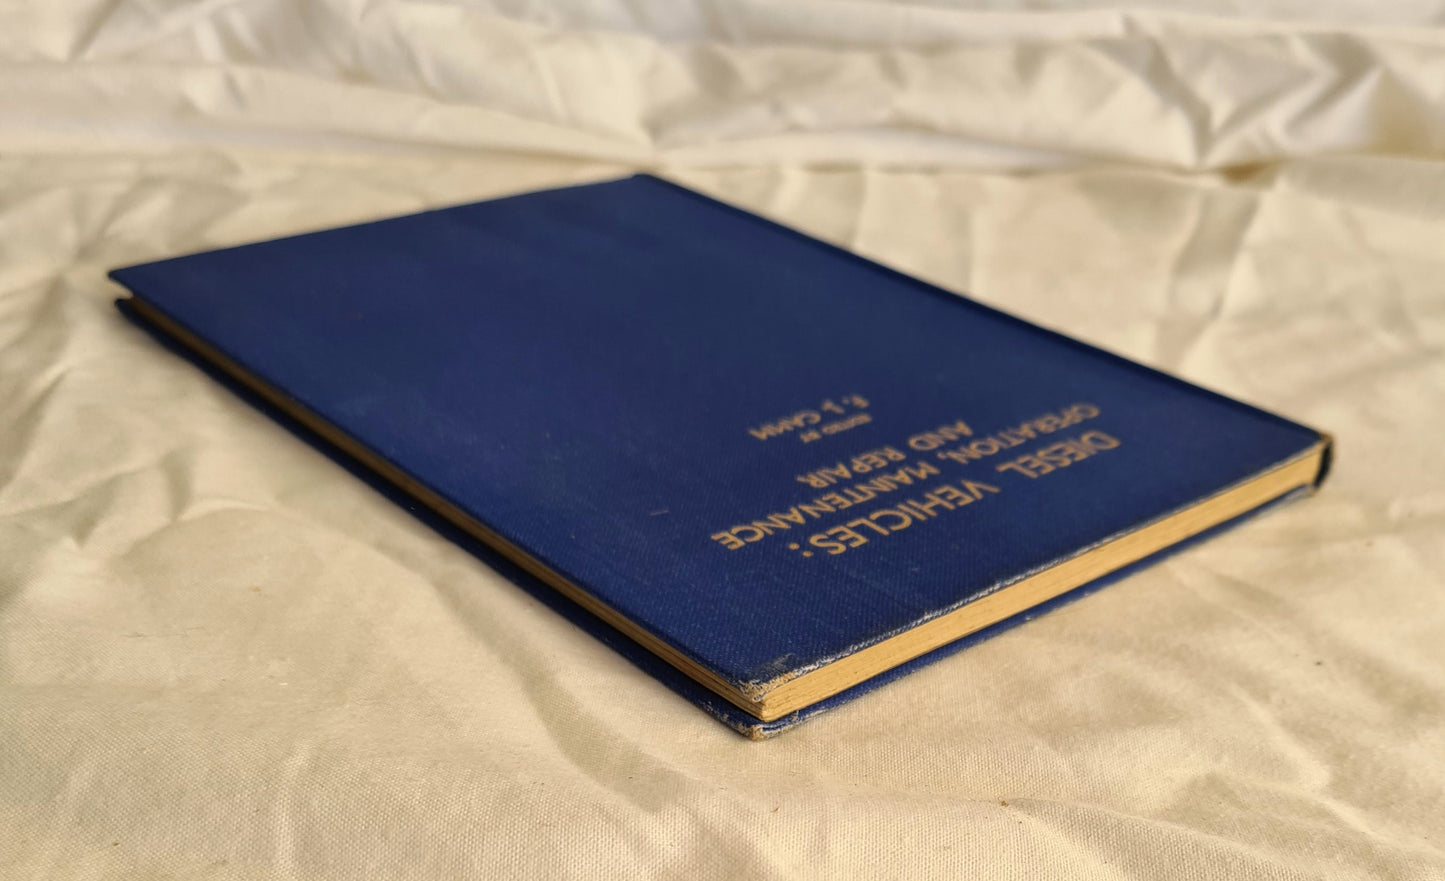 DIESEL VEHICLES:
OPERATION, MAINTENANCE
AND REPAIR
EDITED BY
F. J. CAMM